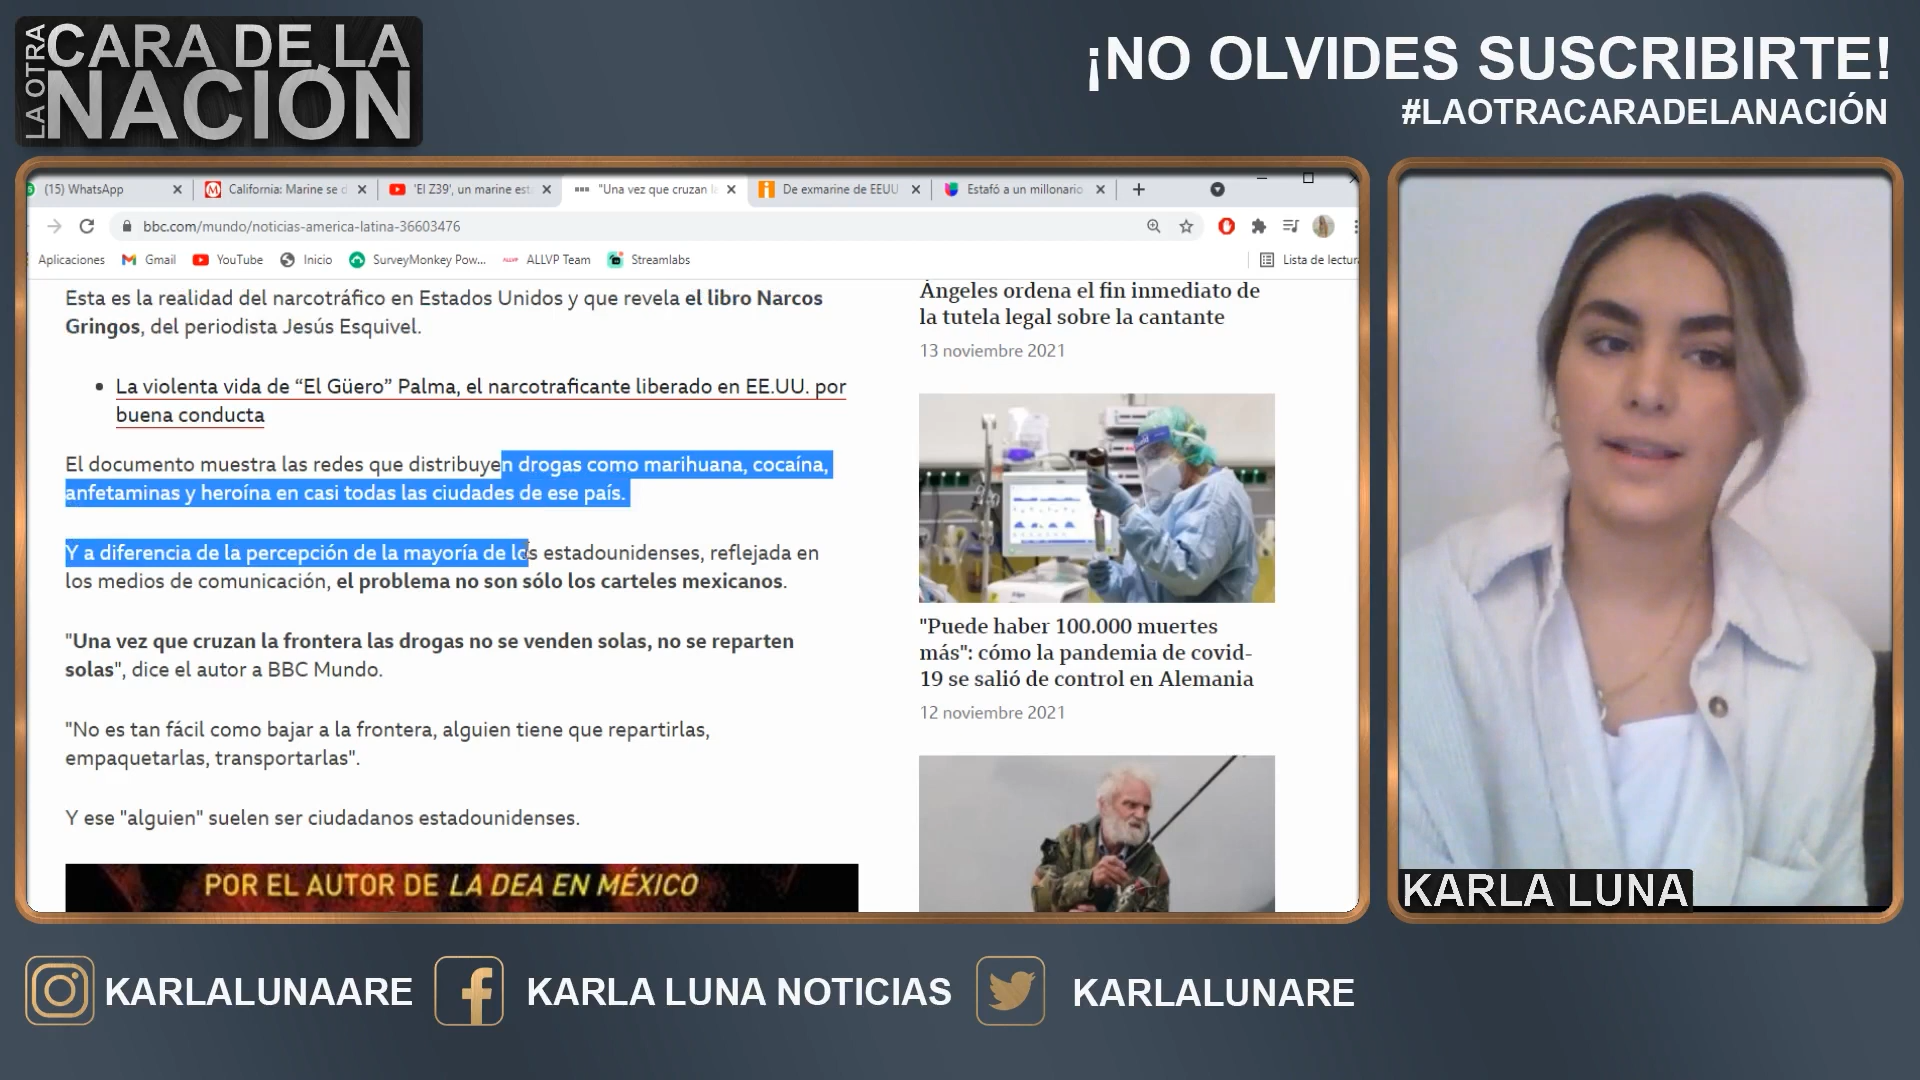 LA OTRA
CARA DE LA
NACIÓN
¡NO OLVIDES SUSCRIBIRTE!
#LAOTRACARADELANACIÓN
(15) WhatsApp
California: Marine se d
'El Z39', un marine est
"Una vez que cruzan la
De exmarine de EEUU
Estafó a un millonario
bbc.com/mundo/noticias-america-latina-36603476
Aplicaciones
Gmail
YouTube
Inicio
SurveyMonkey Pow...
ALLVP Team
Streamlabs
Lista de lectura
Esta es la realidad del narcotráfico en Estados Unidos y que revela el libro Narcos
Gringos, del periodista Jesús Esquivel.
La violenta vida de “El Güero” Palma, el narcotraficante liberado en EE.UU. por
buena conducta
El documento muestra las redes que distribuyen drogas como marihuana, cocaína,
anfetaminas y heroína en casi todas las ciudades de ese país.
Y a diferencia de la percepción de la mayoría de los estadounidenses, reflejada en
los medios de comunicación, el problema no son sólo los carteles mexicanos.
"Una vez que cruzan la frontera las drogas no se venden solas, no se reparten
solas", dice el autor a BBC Mundo.
"No es tan fácil como bajar a la frontera, alguien tiene que repartirlas,
empaquetarlas, transportarlas".
Y ese "alguien" suelen ser ciudadanos estadounidenses.
POR EL AUTOR DE LA DEA EN MÉXICO
Ángeles ordena el fin inmediato de
la tutela legal sobre la cantante
13 noviembre 2021
"Puede haber 100.000 muertes
más": cómo la pandemia de covid-
19 se salió de control en Alemania
12 noviembre 2021
KARLA LUNA
KARLALUNAARE
KARLA LUNA NOTICIAS
KARLALUNARE